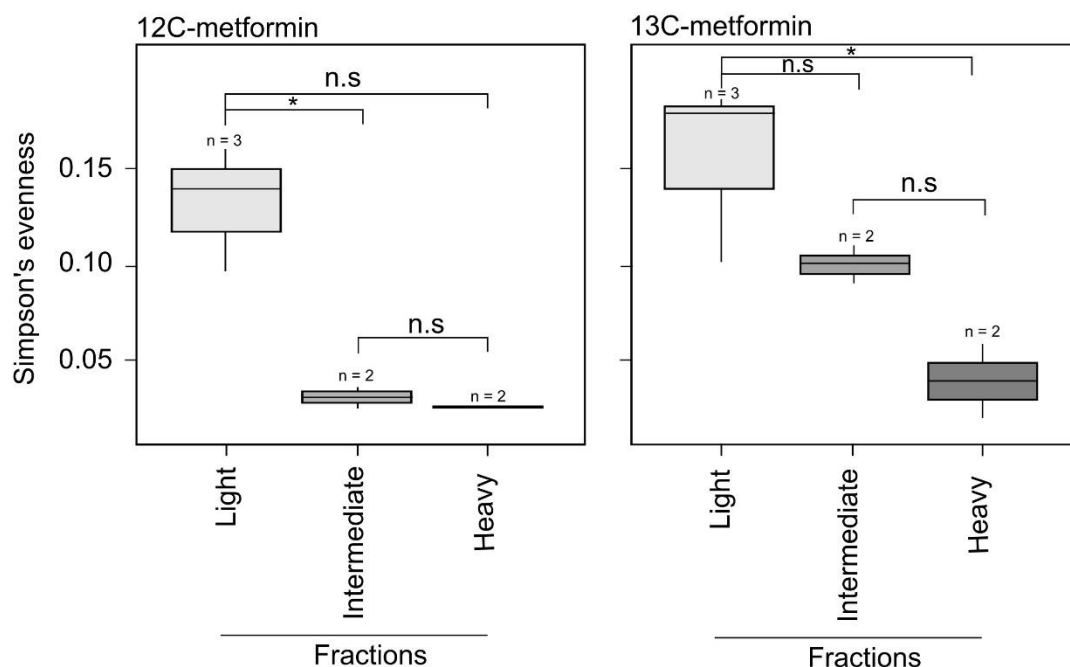 12C-metformin
n.s
*
n = 3
n.s
n = 2
n = 2
Simpson's evenness
0.15
0.10
0.05
Light
Intermediate
Heavy
Fractions
13C-metformin
*
n.s
n = 3
n.s
n = 2
n = 2
Light
Intermediate
Heavy
Fractions